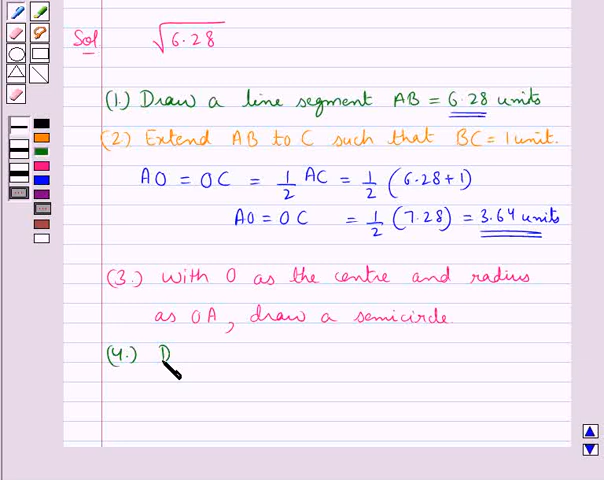 Sol √6.28
(1.) Draw a line segment AB = 6.28 units
(2) Extend AB to C such that BC = 1 unit.
AO = OC = 1/2 AC = 1/2 (6.28+1)
AO = OC = 1/2 (7.28) = 3.64 units
(3.) With O as the centre and radius
as OA, draw a semicircle.
(4.) D